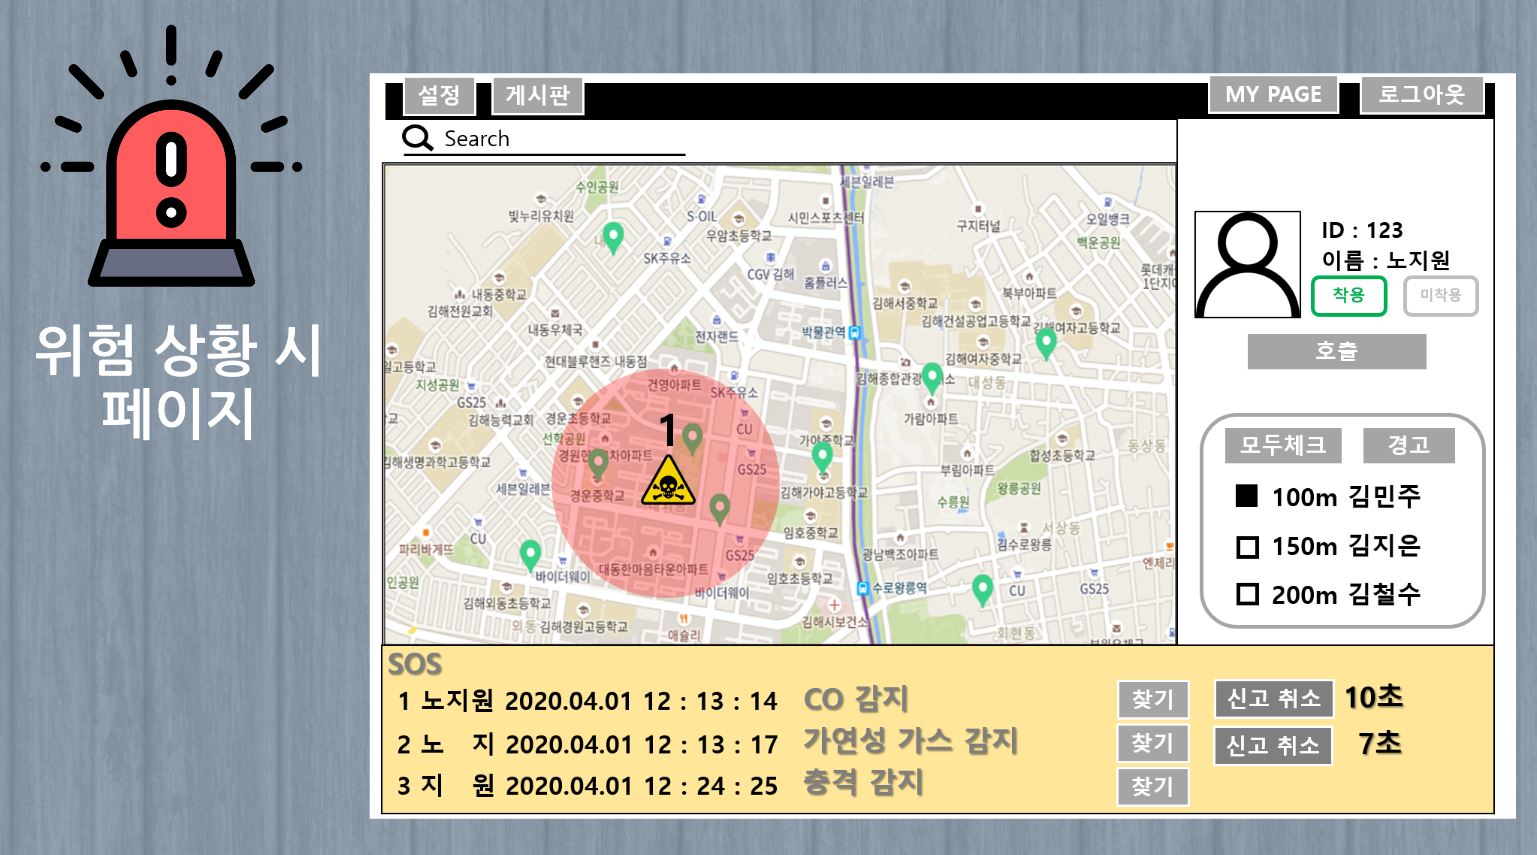 위험 상황 시
페이지
설정 게시판 MY PAGE 로그아웃
Search
세븐일레븐
수인공원
빛누리유치원 S-OIL 시민스포츠센터 구지터널 오일뱅크
우암초등학교
백운공원
SK주유소
CGV 김해
홈플러스
롯데캐
1단지
내동중학교
김해전원교회
김해서중학교
북부아파트
내동우체국
전자랜드
박물관역
김해건설공업고등학교
김해여자고등학교
현대블루핸즈 내동점
김해여자중학교
일고등학교
지성공원
건영아파트
SK주유소
김해종합관광
소
대성동
GS25
김해능력교회
경운초등학교
가람아파트
CU
선학공원
가야중학교
동상동
김해생명과학고등학교
경원현
치아파트
GS25
부림아파트
합성초등학교
세븐일레븐
경운중학교
김해가야고등학교
수릉원
왕릉공원
CU
임호중학교
서상동
파리바게뜨
GS25
광남백조아파트
김수로왕릉
바이더웨이
대동한마음타운아파트
임호초등학교
엔제리
인공원
바이더웨이
수로왕릉역
CU
GS25
김해외동초등학교
김해시보건소
외동
김해경원고등학교
애슐리
회현동
1
ID : 123
이름 : 노지원
착용 미착용
호출
모두체크 경고
100m 김민주
150m 김지은
200m 김철수
SOS
1 노지원 2020.04.01 12 : 13 : 14 CO 감지 찾기 신고 취소 10초
2 노 지 2020.04.01 12 : 13 : 17 가연성 가스 감지 찾기 신고 취소 7초
3 지 원 2020.04.01 12 : 24 : 25 충격 감지 찾기